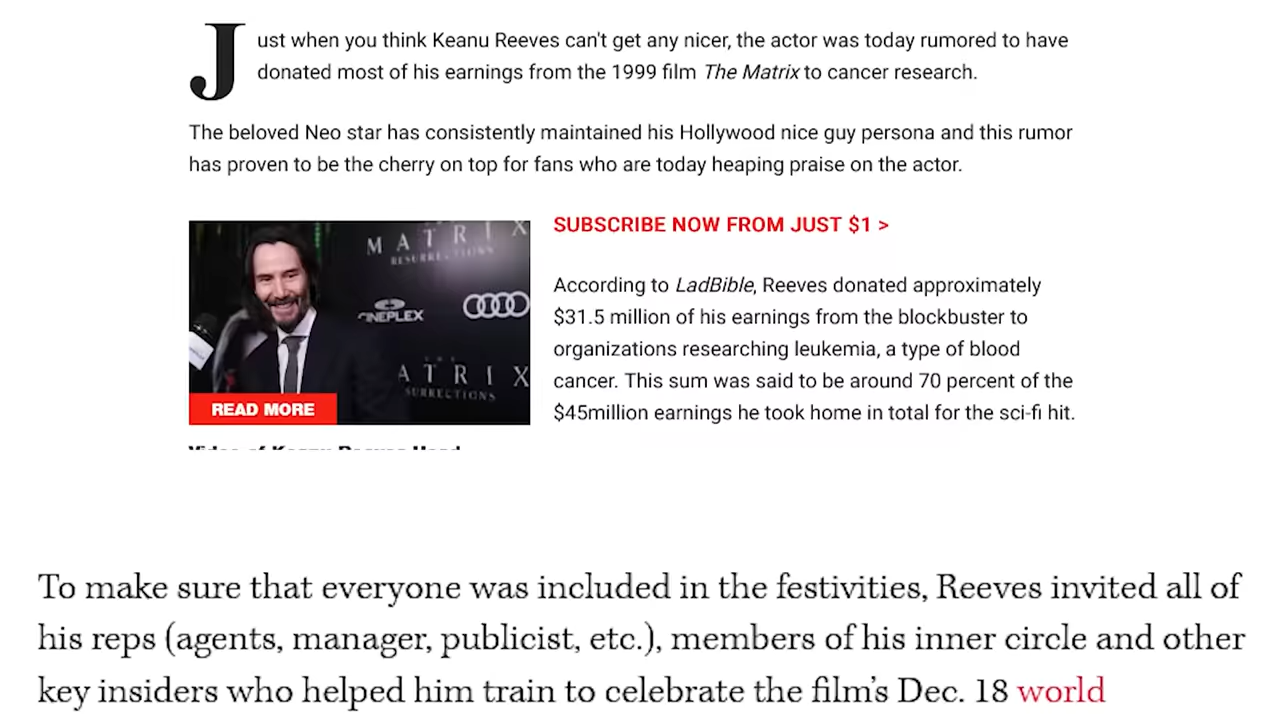 Just when you think Keanu Reeves can't get any nicer, the actor was today rumored to have
donated most of his earnings from the 1999 film The Matrix to cancer research.
The beloved Neo star has consistently maintained his Hollywood nice guy persona and this rumor
has proven to be the cherry on top for fans who are today heaping praise on the actor.
MATRIX
RESURRECTIONS
CINEPLEX
MATRIX
RESURRECTIONS
READ MORE
SUBSCRIBE NOW FROM JUST $1 >
According to LadBible, Reeves donated approximately
$31.5 million of his earnings from the blockbuster to
organizations researching leukemia, a type of blood
cancer. This sum was said to be around 70 percent of the
$45million earnings he took home in total for the sci-fi hit.
To make sure that everyone was included in the festivities, Reeves invited all of
his reps (agents, manager, publicist, etc.), members of his inner circle and other
key insiders who helped him train to celebrate the film's Dec. 18 world